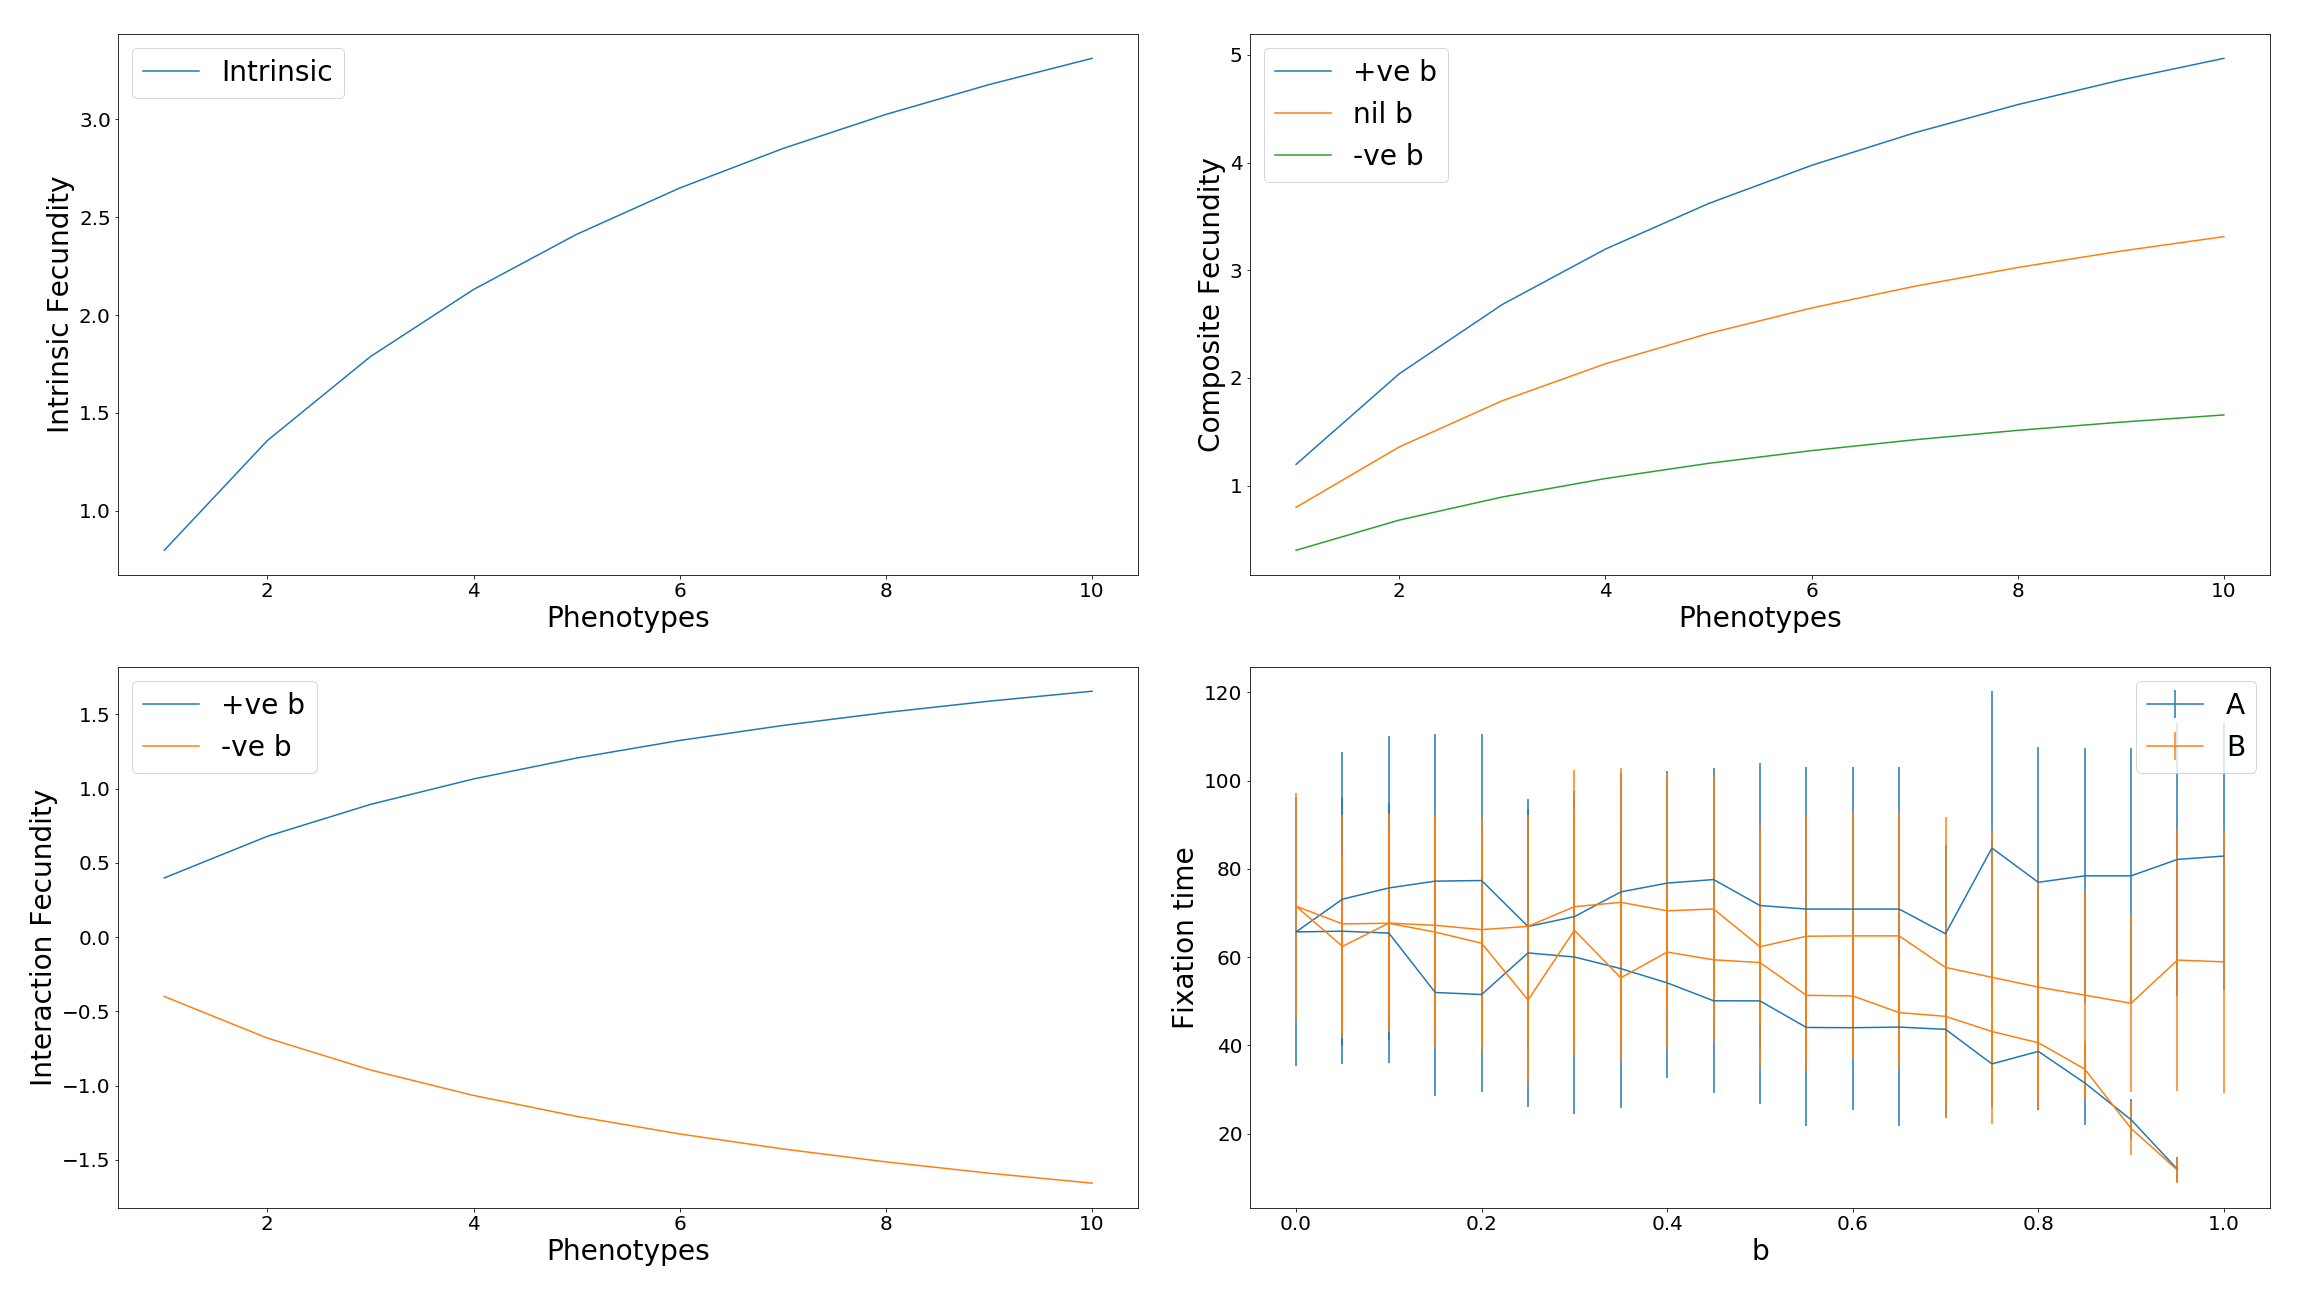 Intrinsic
3.0
2.5
2.0
1.5
1.0
Intrinsic Fecundity
2 4 6 8 10
Phenotypes
+ve b
nil b
-ve b
5
4
3
2
1
Composite Fecundity
2 4 6 8 10
Phenotypes
+ve b
-ve b
1.5
1.0
0.5
0.0
−0.5
−1.0
−1.5
Interaction Fecundity
2 4 6 8 10
Phenotypes
A
B
120
100
80
60
40
20
Fixation time
0.0 0.2 0.4 0.6 0.8 1.0
b